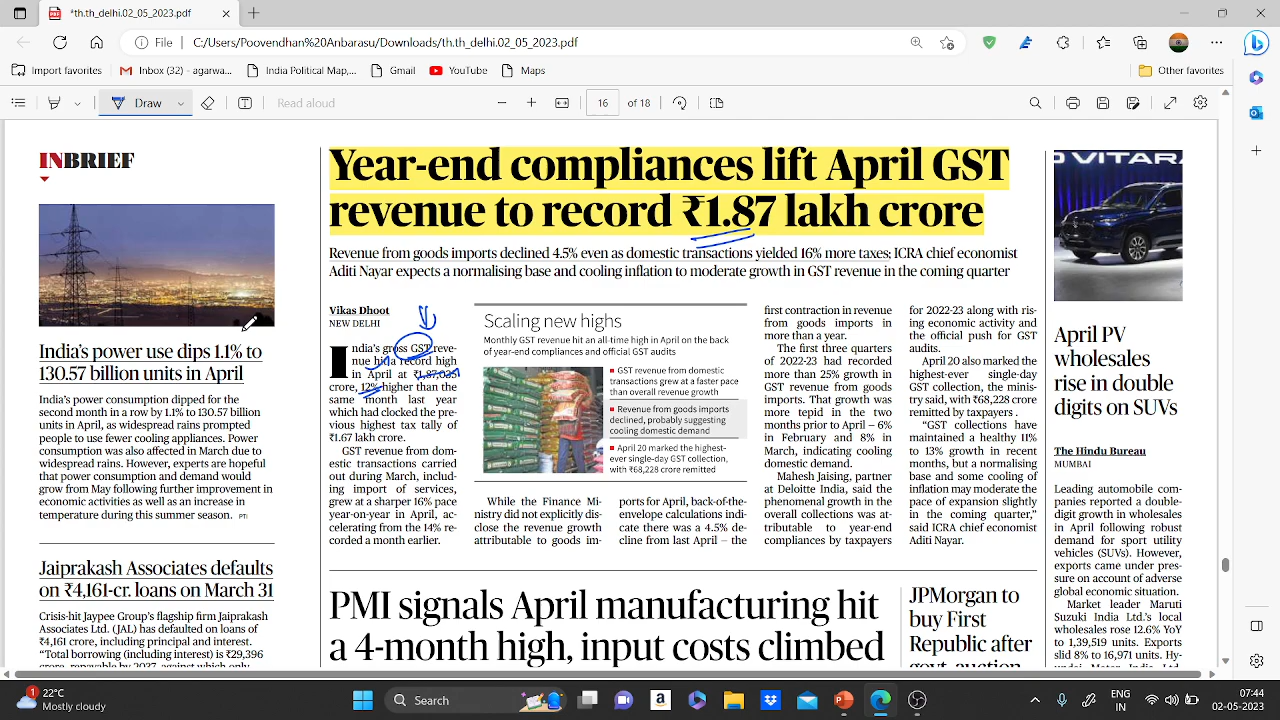 *th.th_delhi.02_05_2023.pdf
File
C:/Users/Poovendhan%20Anbarasu/Downloads/th.th_delhi.02_05_2023.pdf
Import favorites
Inbox (32) - agarwa...
India Political Map,...
Gmail
YouTube
Maps
Other favorites
Draw
Read aloud
16
of 18
INBRIEF
India's power use dips 1.1% to
130.57 billion units in April
India's power consumption dipped for the
second month in a row by 1.1% to 130.57 billion
units in April, as widespread rains prompted
people to use fewer cooling appliances. Power
consumption was also affected in March due to
widespread rains. However, experts are hopeful
that power consumption and demand would
grow from May following further improvement in
economic activities as well as an increase in
temperature during this summer season. PTI
Jaiprakash Associates defaults
on ₹4,161-cr. loans on March 31
Crisis-hit Jaypee Group's flagship firm Jaiprakash
Associates Ltd. (JAL) has defaulted on loans of
₹4,161 crore, including principal and interest.
"Total borrowing (including interest) is ₹29,396
crore, repayable by 2037, against which only
Year-end compliances lift April GST
revenue to record ₹1.87 lakh crore
Revenue from goods imports declined 4.5% even as domestic transactions yielded 16% more taxes; ICRA chief economist
Aditi Nayar expects a normalising base and cooling inflation to moderate growth in GST revenue in the coming quarter
Vikas Dhoot
NEW DELHI
India's gross GST reve-
nue hit a record high
in April at ₹1,87,035
crore, 12% higher than the
same month last year
which had clocked the pre-
vious highest tax tally of
₹1.67 lakh crore.
GST revenue from dom-
estic transactions carried
out during March, includ-
ing import of services,
grew at a sharp 16% pace
year-on-year in April, ac-
celerating from the 14% re-
corded a month earlier.
Scaling new highs
Monthly GST revenue hit an all-time high in April on the back
of year-end compliances and official GST audits
GST revenue from domestic
transactions grew at a faster pace
than overall revenue growth
Revenue from goods imports
declined, probably suggesting
cooling domestic demand
April 20 marked the highest-
ever single-day GST collection,
with ₹68,228 crore remitted
While the Finance Mi-
nistry did not explicitly dis-
close the revenue growth
attributable to goods im-
ports for April, back-of-the-
envelope calculations indi-
cate there was a 4.5% de-
cline from last April – the
first contraction in revenue
from goods imports in
more than a year.
The first three quarters
of 2022-23 had recorded
more than 25% growth in
GST revenue from goods
imports. That growth was
more tepid in the two
months prior to April – 6%
in February and 8% in
March, indicating cooling
domestic demand.
Mahesh Jaising, partner
at Deloitte India, said the
phenomenal growth in the
overall collections was at-
tributable to year-end
compliances by taxpayers
for 2022-23 along with ris-
ing economic activity and
the official push for GST
audits.
April 20 also marked the
highest-ever single-day
GST collection, the minis-
try said, with ₹68,228 crore
remitted by taxpayers .
"GST collections have
maintained a healthy 11%
to 13% growth in recent
months, but a normalising
base and some cooling of
inflation may moderate the
pace of expansion slightly
in the coming quarter,"
said ICRA chief economist
Aditi Nayar.
PMI signals April manufacturing hit
a 4-month high, input costs climbed
JPMorgan to
buy First
Republic after
govt. auction
VITARA
April PV
wholesales
rise in double
digits on SUVs
The Hindu Bureau
MUMBAI
Leading automobile com-
panies reported a double-
digit growth in wholesales
in April following robust
demand for sport utility
vehicles (SUVs). However,
exports came under pres-
sure on account of adverse
global economic situation.
Market leader Maruti
Suzuki India Ltd.'s local
wholesales rose 12.6% YoY
to 1,39,519 units. Exports
slid 8% to 16,971 units. Hy-
undai Motor India Ltd.
1
22°C
Mostly cloudy
Search
ENG
IN
07:44
02-05-2023